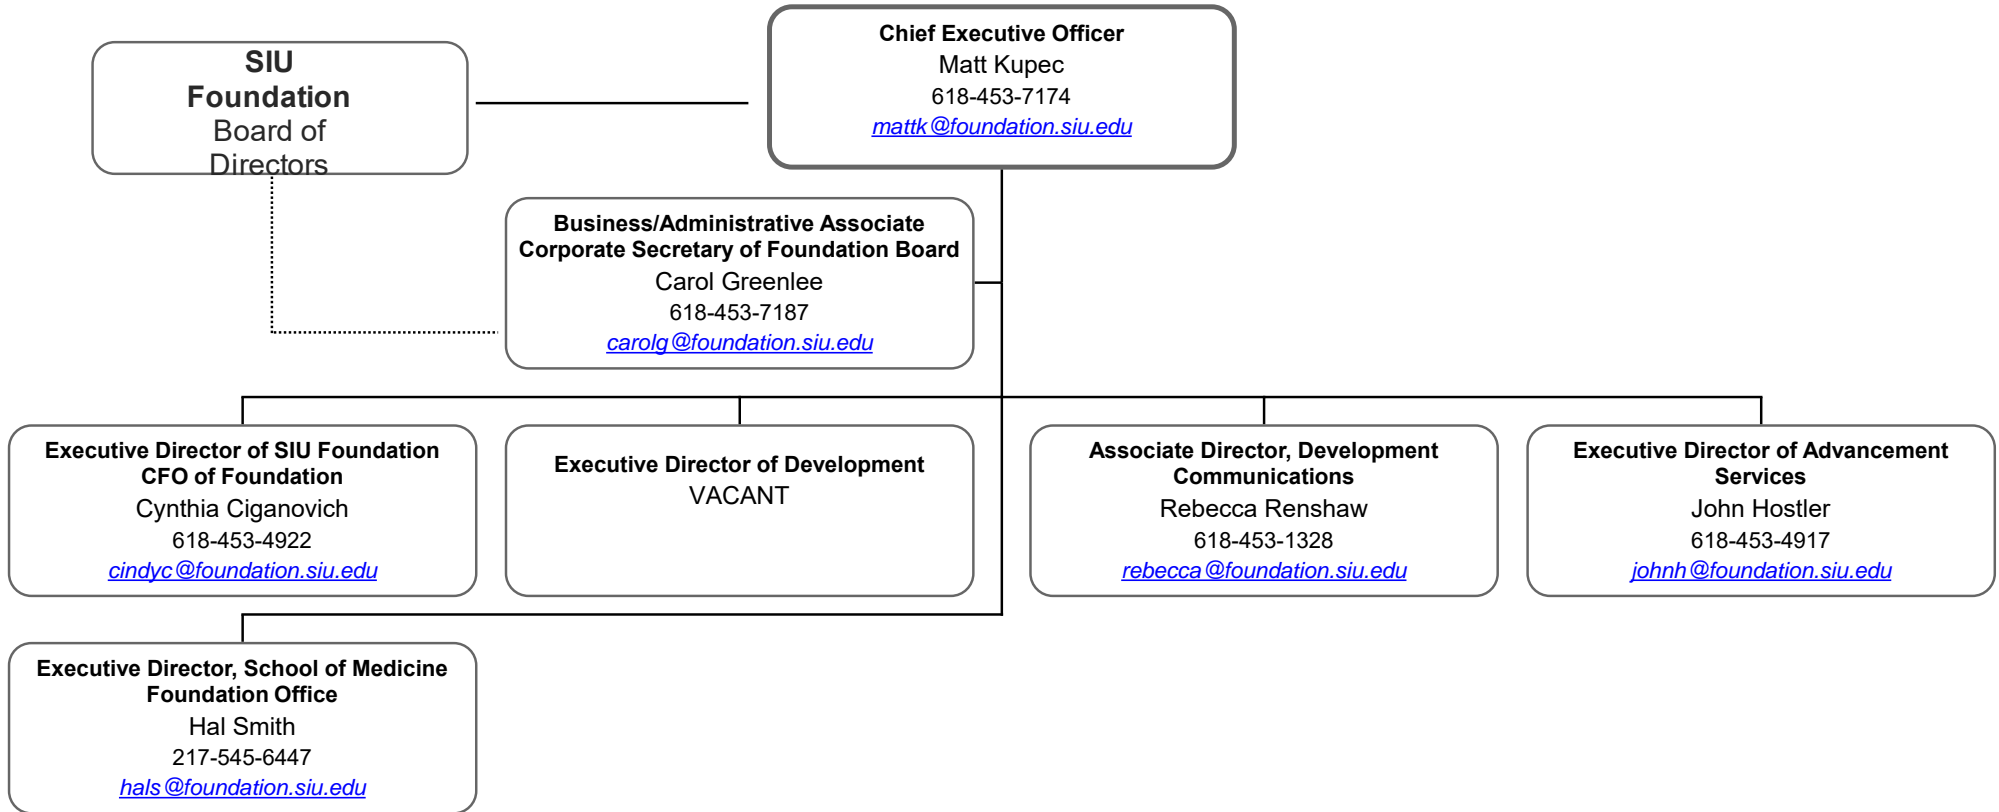 SIU
Foundation
Board of
Directors
Chief Executive Officer
Matt Kupec
618-453-7174
mattk@foundation.siu.edu
Business/Administrative Associate
Corporate Secretary of Foundation Board
Carol Greenlee
618-453-7187
carolg@foundation.siu.edu
Executive Director of SIU Foundation
CFO of Foundation
Cynthia Ciganovich
618-453-4922
cindyc@foundation.siu.edu
Executive Director of Development
VACANT
Associate Director, Development
Communications
Rebecca Renshaw
618-453-1328
rebecca@foundation.siu.edu
Executive Director of Advancement
Services
John Hostler
618-453-4917
johnh@foundation.siu.edu
Executive Director, School of Medicine
Foundation Office
Hal Smith
217-545-6447
hals@foundation.siu.edu